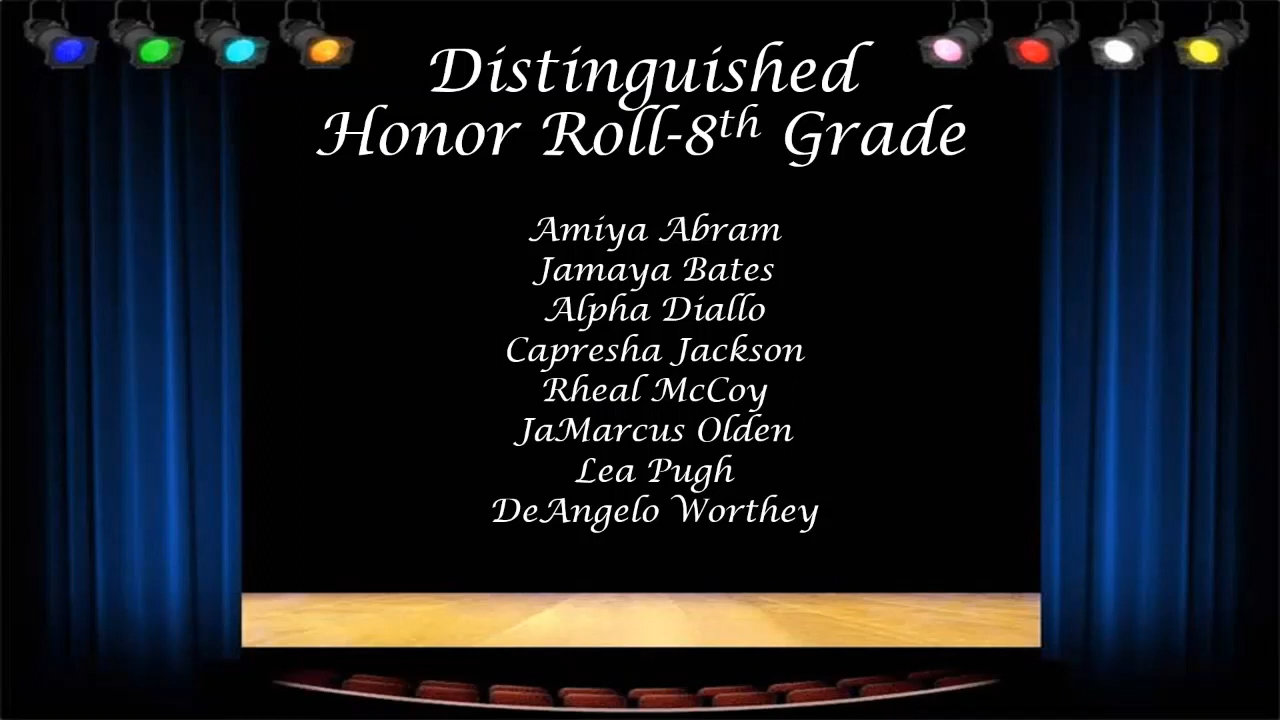 Distinguished
Honor Roll-8th Grade
Amiya Abram
Jamaya Bates
Alpha Diallo
Capresha Jackson
Rheal McCoy
JaMarcus Olden
Lea Pugh
DeAngelo Worthey